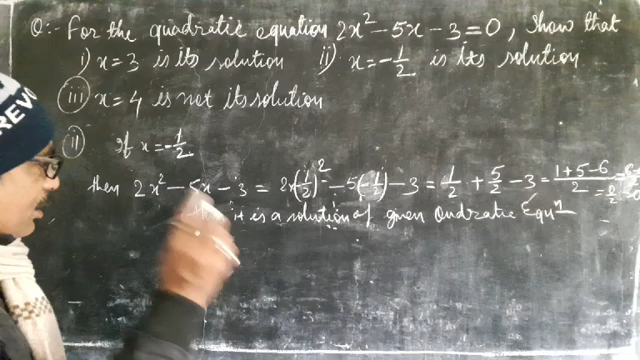 Q:- For the quadratic equation 2x² - 5x - 3 = 0, Show that
i) x = 3 is its solution ii) x = -1/2 is its solution
iii) x = 4 is not its solution
ii) If x = -1/2
then 2x² - 5x - 3 = 2x(1/2)² - 5(-1/2) - 3 = 1/2 + 5/2 - 3 = (1+5-6)/2
it is a solution of given Quadratic Equn
REVO